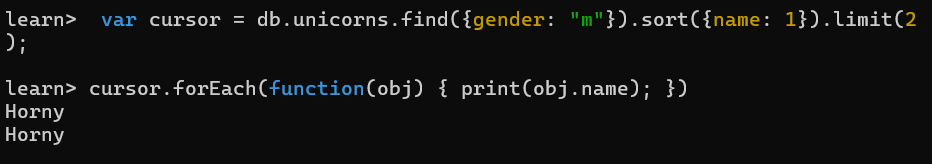 learn>  var cursor = db.unicorns.find({gender: "m"}).sort({name: 1}).limit(2
);
learn> cursor.forEach(function(obj) { print(obj.name); })
Horny
Horny